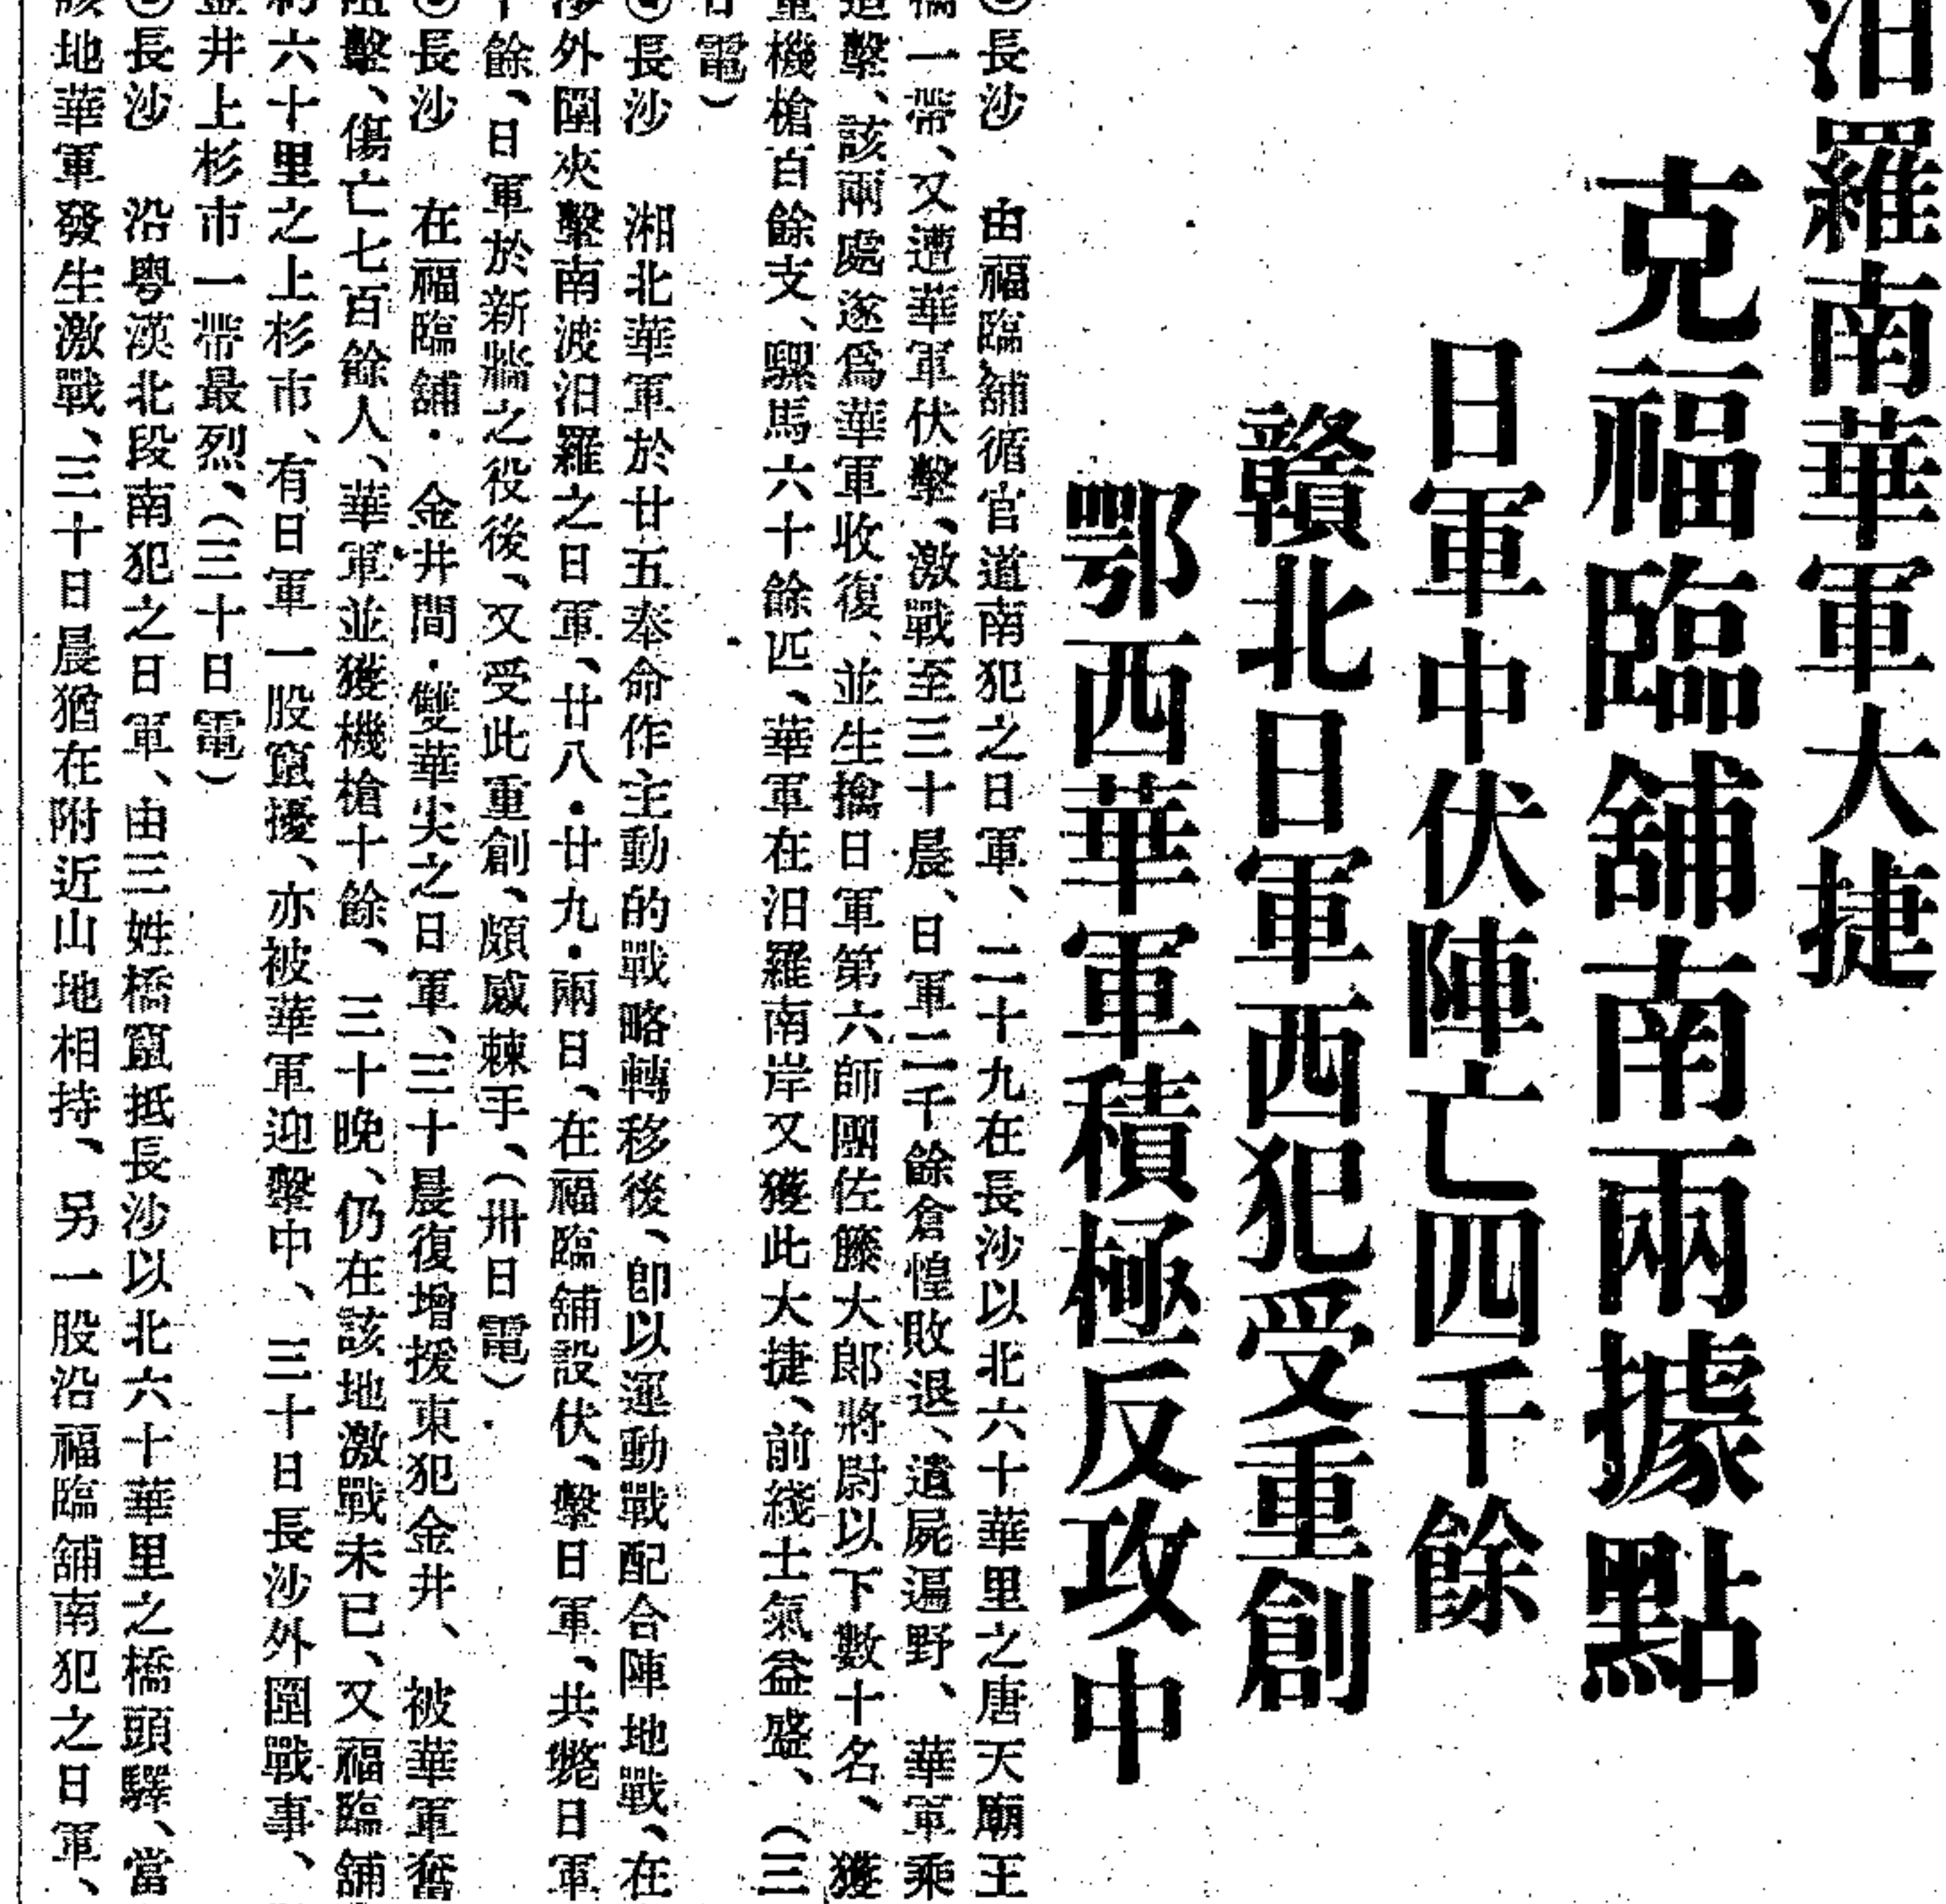 汨羅南華軍大捷
克福臨舖南兩據點
日軍中伏陣亡四千餘
贛北日軍西犯受重創
鄂西華軍積極反攻中
長沙　由福臨舖循官道南犯之日軍、二十九在長沙以北六十華里之唐天廟王
一帶、又遭華軍伏擊、激戰至三十晨、日軍二千餘倉惶敗退、遺屍遍野、華軍乘
追擊、該兩處遂爲華軍收復、並生擒日軍第六師團佐籐大郎將尉以下數十名、獲
重機槍百餘支、騾馬六十餘匹、華軍在汨羅南岸又獲此大捷、前綫士氣益盛、（三
電）
長沙　湘北華軍於廿五奉命作主動的戰略轉移後、卽以運動戰配合陣地戰、在
外圍夾擊南渡汨羅之日軍、廿八・廿九・兩日、在福臨舖設伏、擊日軍、共斃日軍
餘、日軍於新牆之役後、又受此重創、頗感棘手、（卅日電）
長沙　在福臨舖・金井間・雙華尖之日軍、三十晨復增援東犯金井、被華軍奮
阻擊、傷亡七百餘人、華軍並獲機槍十餘、三十晚、仍在該地激戰未已、又福臨舖
六十里之上杉市、有日軍一股竄擾、亦被華軍迎擊中、三十日長沙外圍戰事、
金井上杉市一帶最烈、（三十日電）
長沙　沿粵漢北段南犯之日軍、由三姓橋竄抵長沙以北六十華里之橋頭驛、當
該地華軍發生激戰、三十日晨猶在附近山地相持、另一股沿福臨舖南犯之日軍、